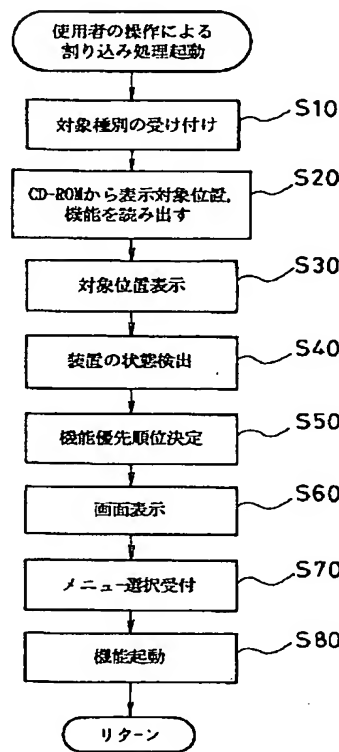 使用者の操作による
割り込み処理起動
対象種別の受け付け
S10
CD-ROMから表示対象位置,
機能を読み出す
S20
対象位置表示
S30
装置の状態検出
S40
機能優先順位決定
S50
画面表示
S60
メニュー選択受付
S70
機能起動
S80
リターン